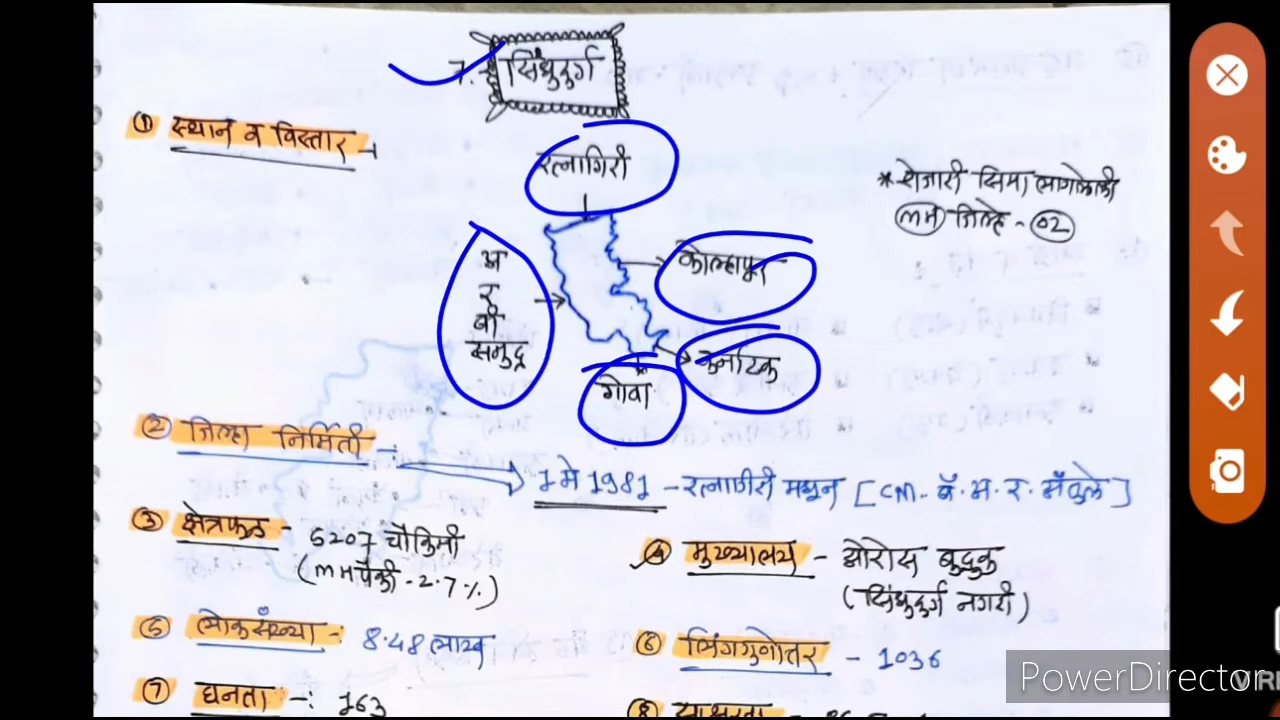 7. सिंधुदुर्ग
① स्थान व विस्तार →
रत्नागिरी
* शेजारी सिमा लागलेली
MH जिल्हे - 02
कोल्हापूर
अ
र
बी
समुद्र
कर्नाटक
गोवा
② जिल्हा निर्मिती -: 1 मे 1981 - रत्नागिरी मधून [CM - बॅ. अ. र. अंतुले]
③ क्षेत्रफळ - 5207 चौकिमी
(MH पैकी - 2.7%)
④ मुख्यालय - ओरोस बुद्रुक
(सिंधुदुर्ग नगरी)
⑤ लोकसंख्या -: 8.48 लाख
⑥ लिंगगुणोत्तर - 1036
⑦ घनता -: 163
⑧
PowerDirector